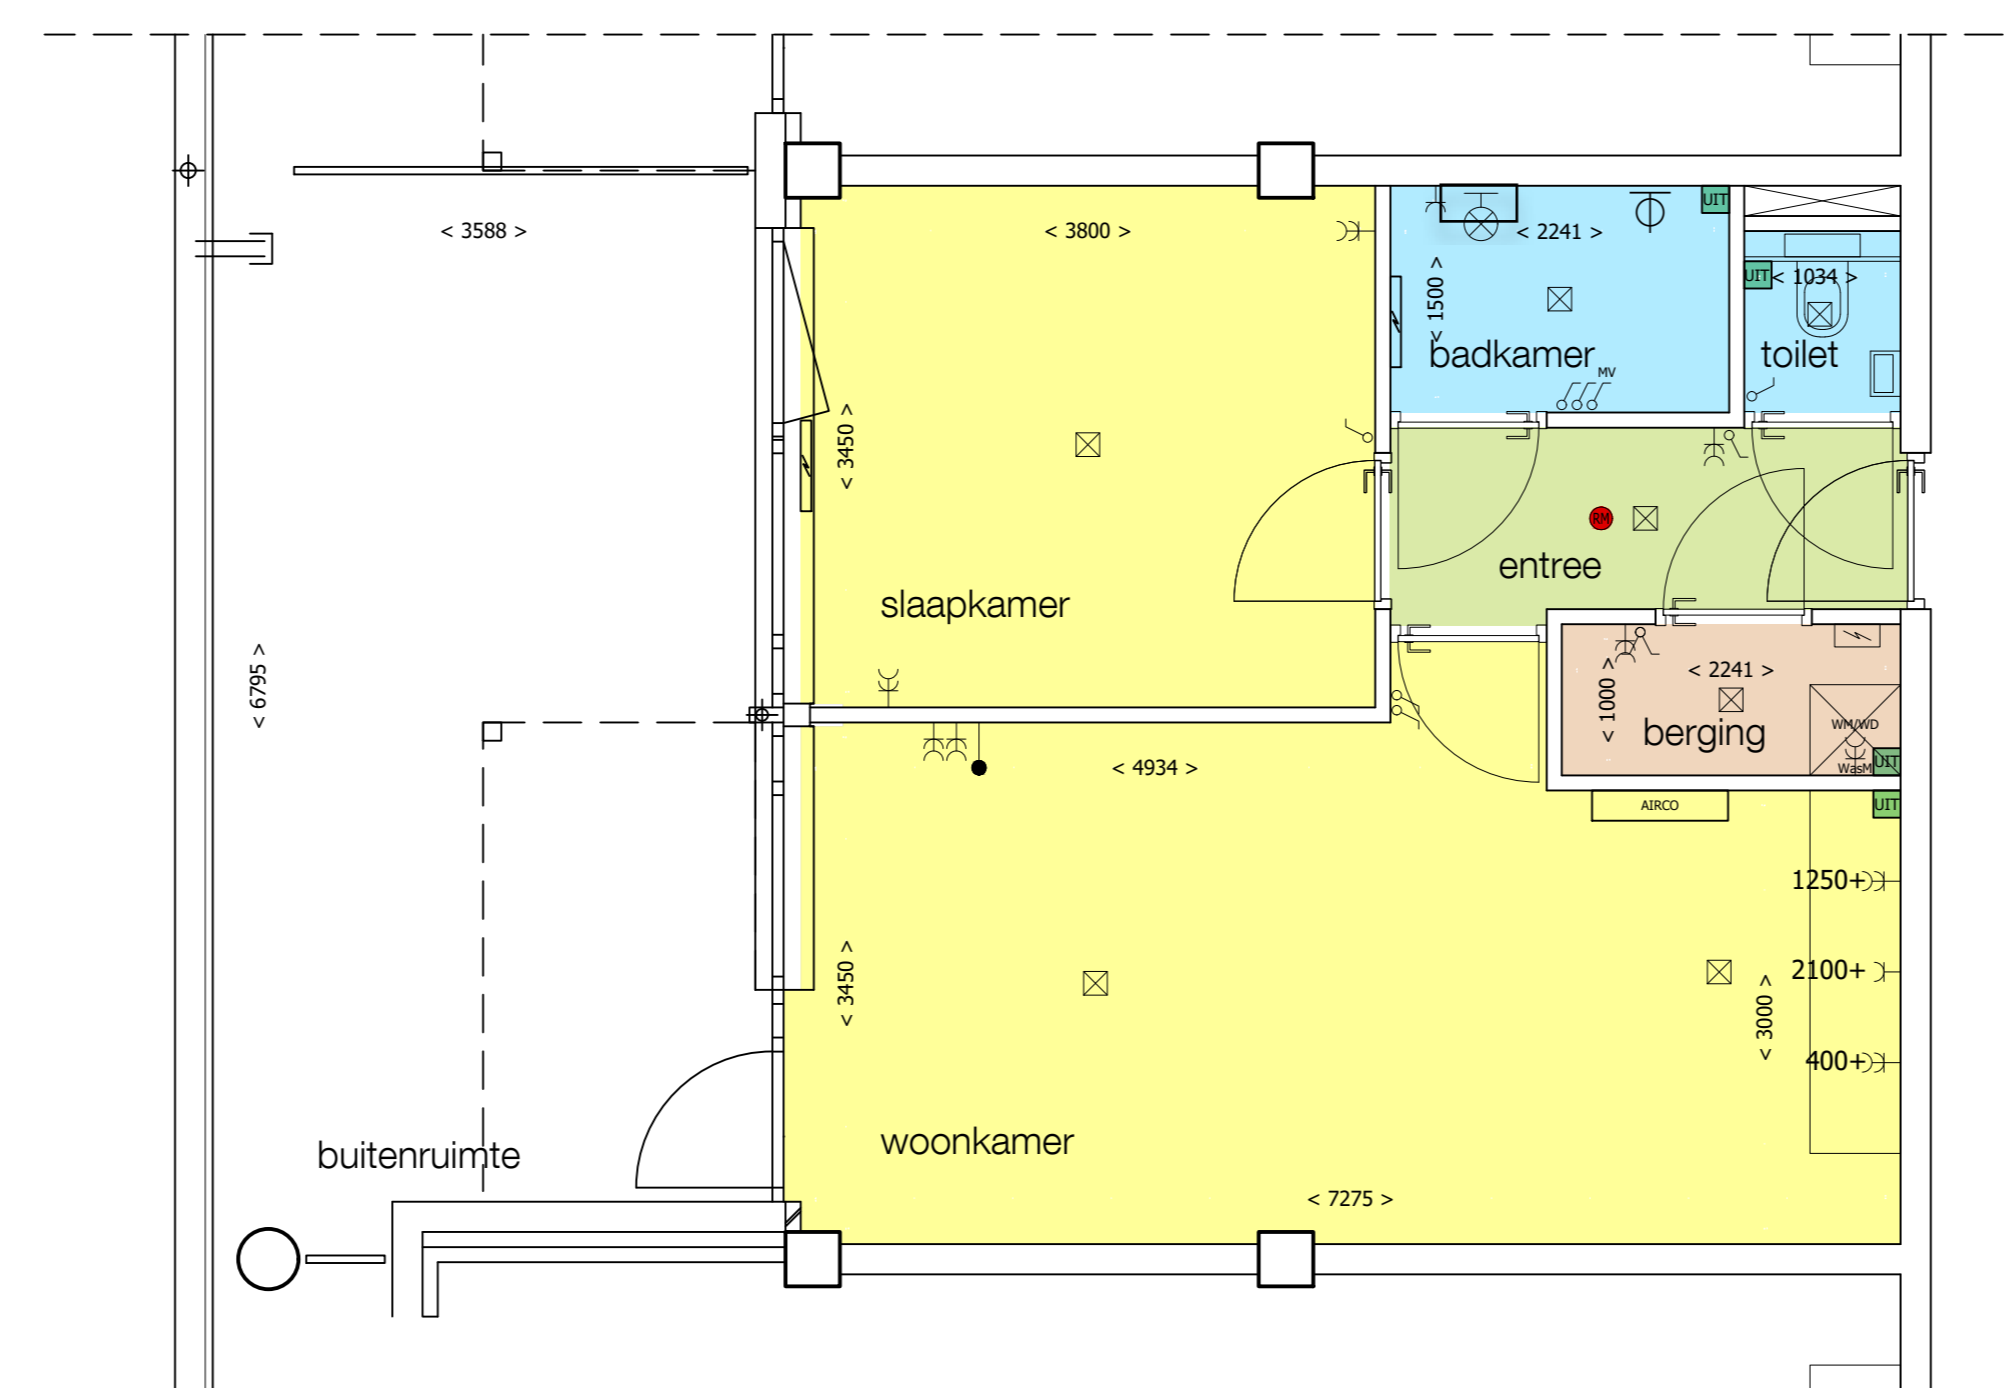 UIT
< 3588 >
< 3800 >
< 2241 >
UIT
< 1034 >
< 1500 >
badkamer
toilet
MV
< 3450 >
RM
entree
slaapkamer
< 6795 >
< 1000 >
< 2241 >
berging
WM/WD
UIT
WasM
< 4934 >
AIRCO
UIT
1250+
< 3450 >
2100+
< 3000 >
400+
woonkamer
buitenruimte
< 7275 >